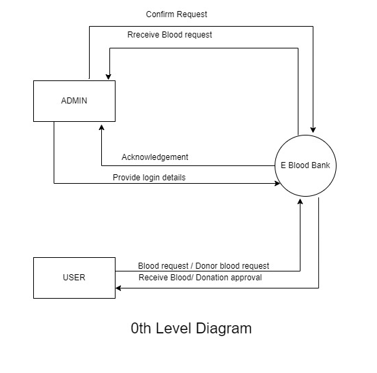 Confirm Request
Rreceive Blood request
ADMIN
Acknowledgement
E Blood Bank
Provide login details
Blood request / Donor blood request
USER
Receive Blood/ Donation approval
0th Level Diagram